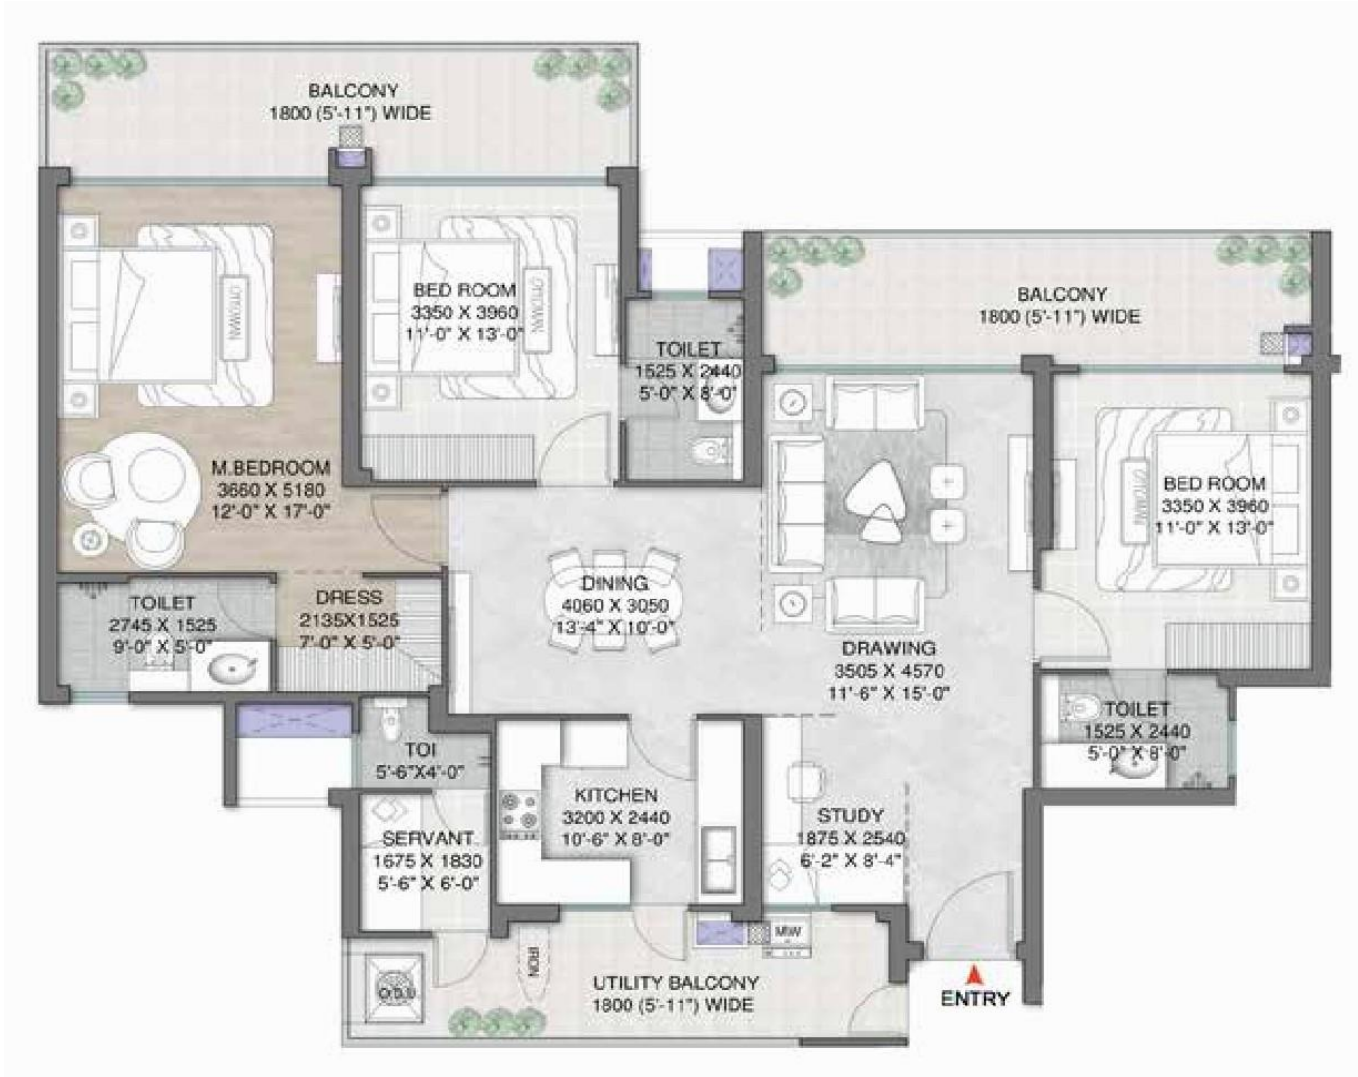 BALCONY
1800 (5'-11") WIDE
BALCONY
1800 (5'-11") WIDE
BED ROOM
3350 X 3960
11'-0" X 13'-0"
OTTOMAN
OTTOMAN
TOILET
1525 X 2440
5'-0" X 8'-0"
M.BEDROOM
3660 X 5180
12'-0" X 17'-0"
BED ROOM
3350 X 3960
11'-0" X 13'-0"
OTTOMAN
TOILET
2745 X 1525
9'-0" X 5'-0"
DRESS
2135X1525
7'-0" X 5'-0"
DINING
4060 X 3050
13'-4" X 10'-0"
DRAWING
3505 X 4570
11'-6" X 15'-0"
TOILET
1525 X 2440
5'-0" X 8'-0"
TOI
5'-6"X4'-0"
KITCHEN
3200 X 2440
10'-6" X 8'-0"
STUDY
1875 X 2540
6'-2" X 8'-4"
SERVANT
1675 X 1830
5'-6" X 6'-0"
M/W
IRON
O.D.U
UTILITY BALCONY
1800 (5'-11") WIDE
ENTRY